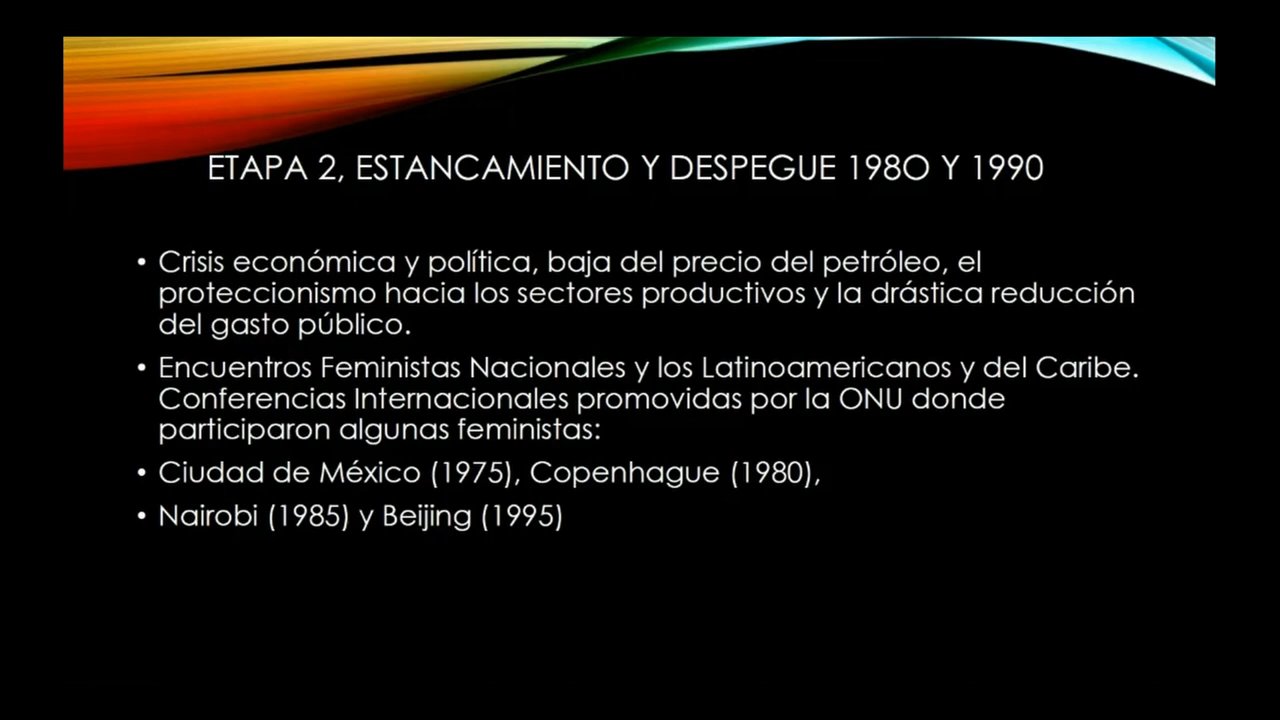 ETAPA 2, ESTANCAMIENTO Y DESPEGUE 198O Y 1990
• Crisis económica y política, baja del precio del petróleo, el
proteccionismo hacia los sectores productivos y la drástica reducción
del gasto público.
• Encuentros Feministas Nacionales y los Latinoamericanos y del Caribe.
Conferencias Internacionales promovidas por la ONU donde
participaron algunas feministas:
• Ciudad de México (1975), Copenhague (1980),
• Nairobi (1985) y Beijing (1995)